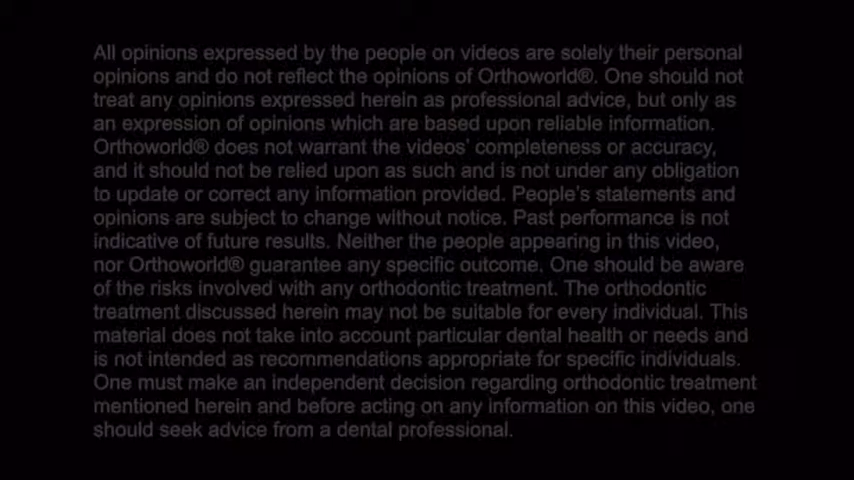 All opinions expressed by the people on videos are solely their personal
opinions and do not reflect the opinions of Orthoworld®. One should not
treat any opinions expressed herein as professional advice, but only as
an expression of opinions which are based upon reliable information.
Orthoworld® does not warrant the videos' completeness or accuracy,
and it should not be relied upon as such and is not under any obligation
to update or correct any information provided. People's statements and
opinions are subject to change without notice. Past performance is not
indicative of future results. Neither the people appearing in this video,
nor Orthoworld® guarantee any specific outcome. One should be aware
of the risks involved with any orthodontic treatment. The orthodontic
treatment discussed herein may not be suitable for every individual. This
material does not take into account particular dental health or needs and
is not intended as recommendations appropriate for specific individuals.
One must make an independent decision regarding orthodontic treatment
mentioned herein and before acting on any information on this video, one
should seek advice from a dental professional.